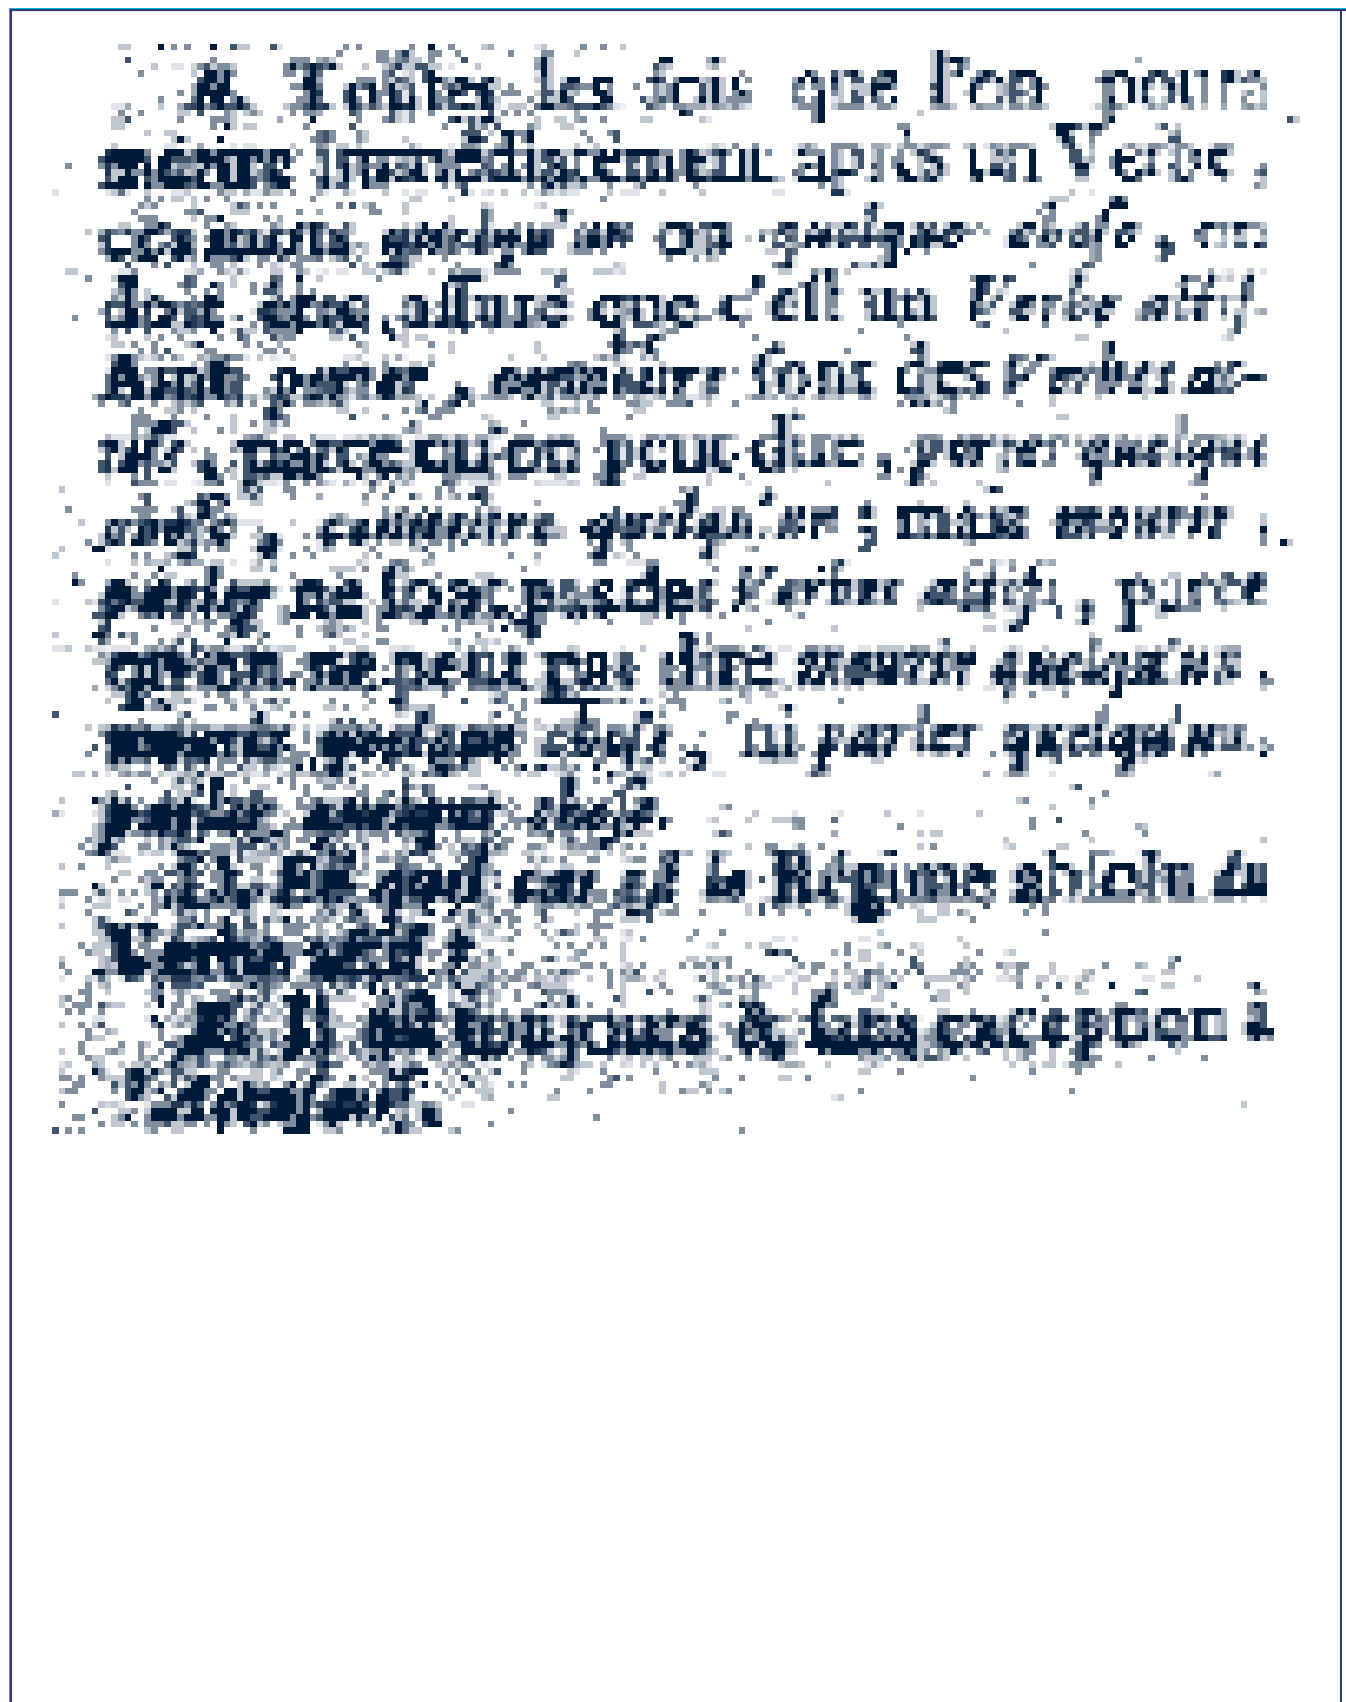 Toutes les fois que l'on poura
mettre immédiatement après un Verbe,
ces mots quelqu'un ou quelque chose, on
doit être assuré que c'est un Verbe actif.
Ainsi porter, connoitre sont des Verbes ac-
tifs, parce qu'on peut dire, porter quelque
chose, connoitre quelqu'un; mais mourir,
parler ne sont pas des Verbes actifs, parce
qu'on ne peut pas dire mourir quelqu'un,
mourir quelque chose, ni parler quelqu'un,
parler quelque chose.
D. En quel cas est le Régime absolu du
Verbe actif?
Il est toujours & sans exception à
l'Accusatif.